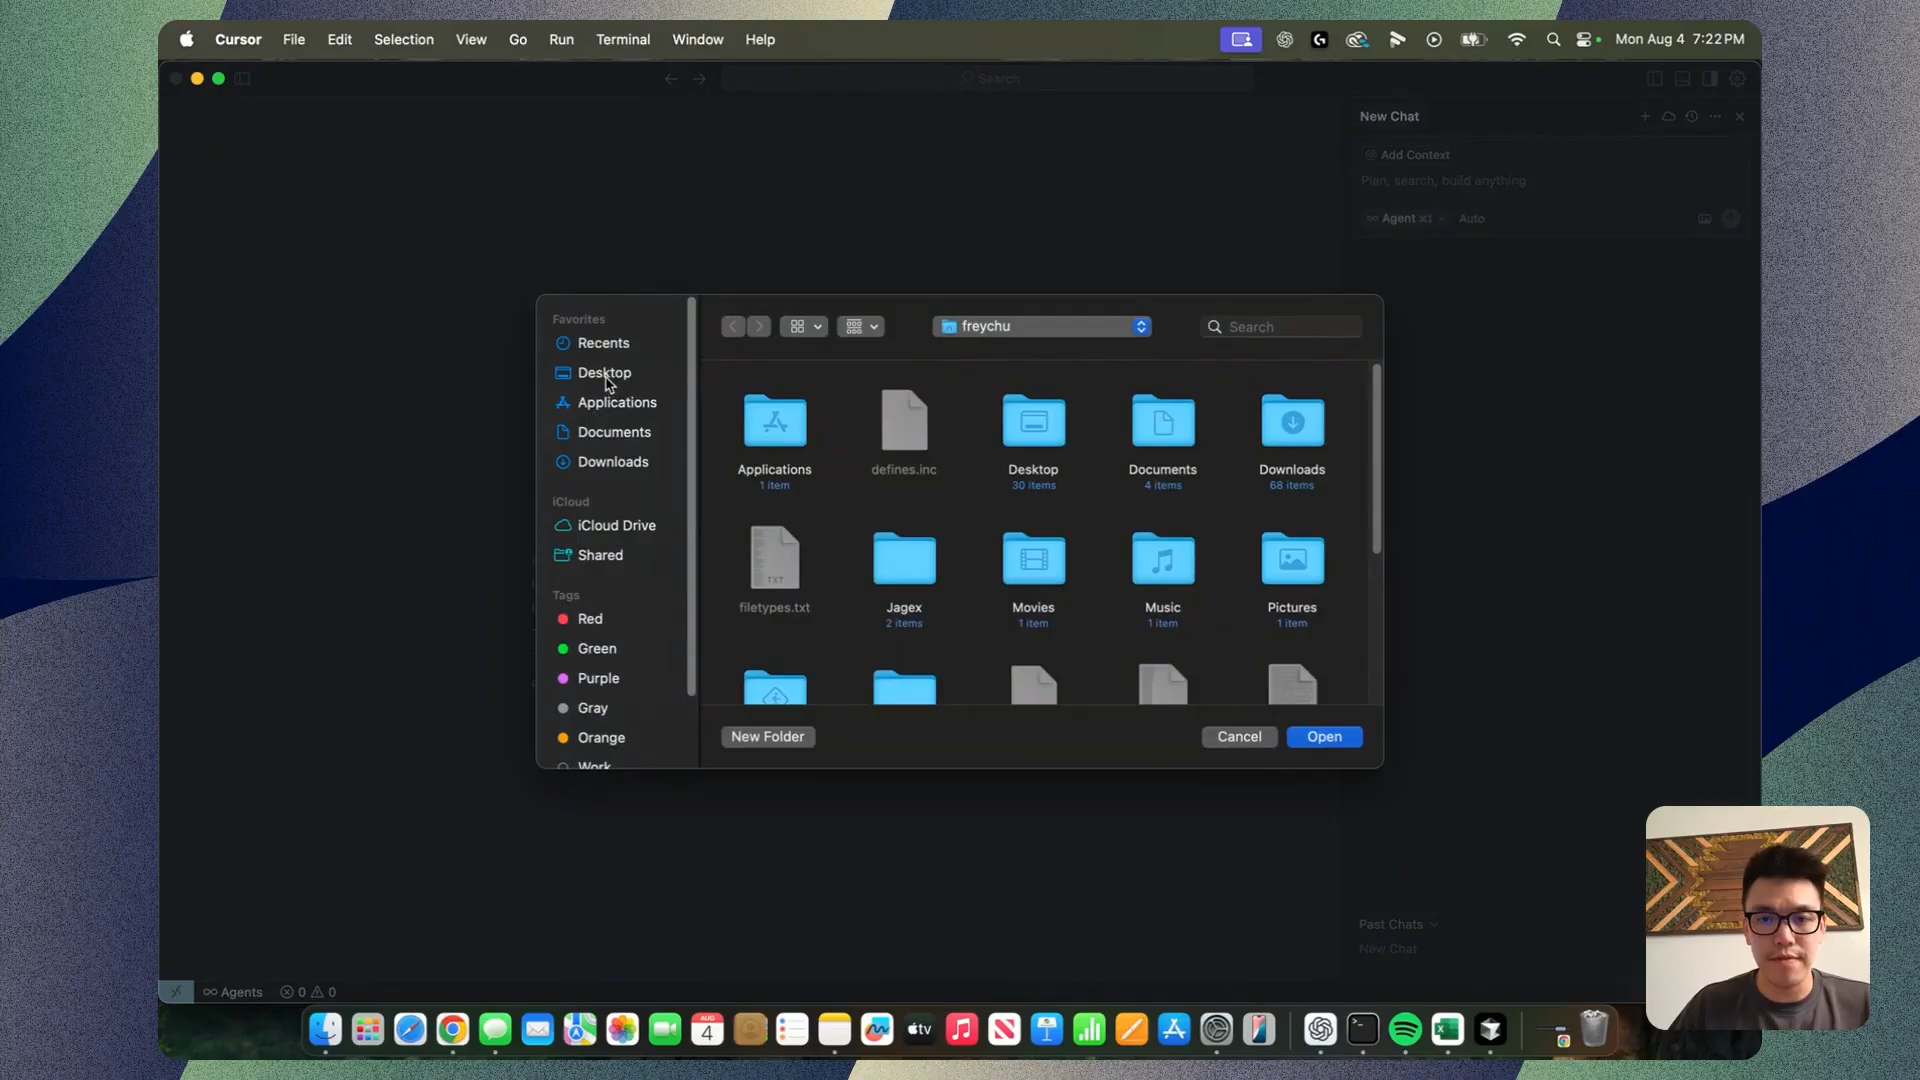 Cursor File Edit Selection View Go Run Terminal Window Help Mon Aug 4 7:22 PM
Search
New Chat
Add Context
Plan, search, build anything
Agent ⌘I Auto
Favorites
Recents
Desktop
Applications
Documents
Downloads
iCloud
iCloud Drive
Shared
Tags
Red
Green
Purple
Gray
Orange
Work
freychu
Search
Applications defines.inc Desktop Documents Downloads
1 item 30 items 4 items 68 items
TXT
filetypes.txt Jagex Movies Music Pictures
2 items 1 item 1 item 1 item
New Folder Cancel Open
Past Chats
New Chat
Agents 0 0
AUG
4
tv